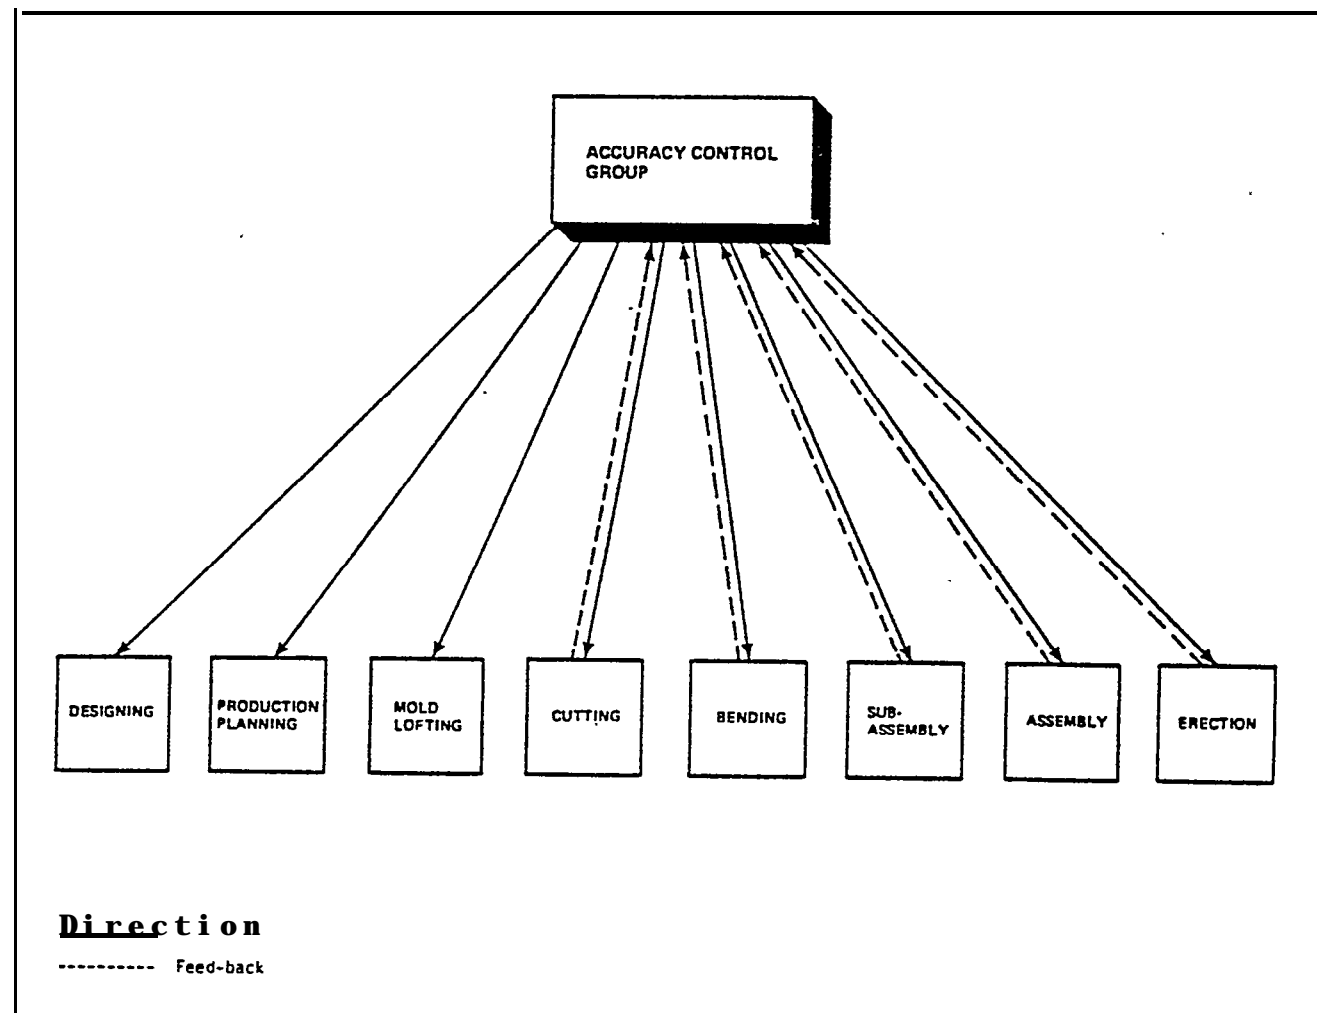 ACCURACY CONTROL
GROUP
DESIGNING
PRODUCTION
PLANNING
MOLD
LOFTING
CUTTING
BENDING
SUB-
ASSEMBLY
ASSEMBLY
ERECTION
Direction
Feed-back